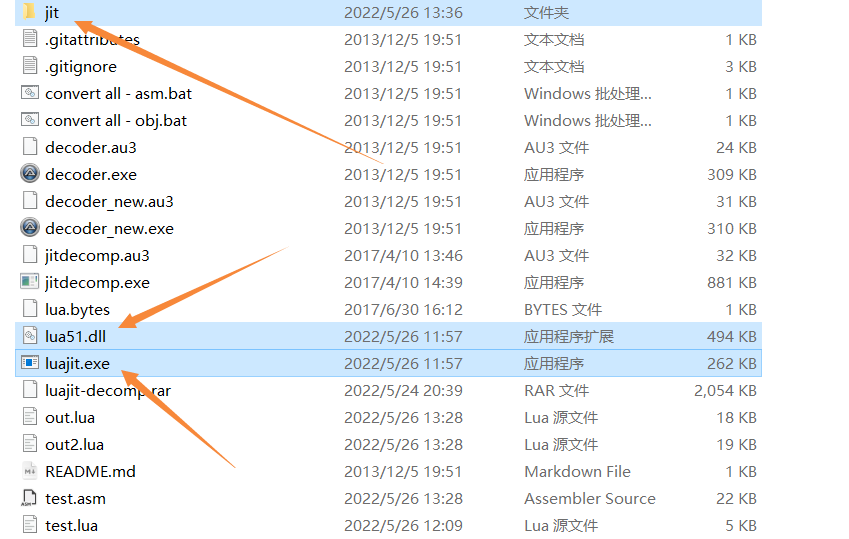 jit 2022/5/26 13:36 文件夹
.gitattributes 2013/12/5 19:51 文本文档 1 KB
.gitignore 2013/12/5 19:51 文本文档 3 KB
convert all - asm.bat 2013/12/5 19:51 Windows 批处理... 1 KB
convert all - obj.bat 2013/12/5 19:51 Windows 批处理... 1 KB
decoder.au3 2013/12/5 19:51 AU3 文件 24 KB
decoder.exe 2013/12/5 19:51 应用程序 309 KB
decoder_new.au3 2013/12/5 19:51 AU3 文件 31 KB
decoder_new.exe 2013/12/5 19:51 应用程序 310 KB
jitdecomp.au3 2017/4/10 13:46 AU3 文件 32 KB
jitdecomp.exe 2017/4/10 14:39 应用程序 881 KB
lua.bytes 2017/6/30 16:12 BYTES 文件 1 KB
lua51.dll 2022/5/26 11:57 应用程序扩展 494 KB
luajit.exe 2022/5/26 11:57 应用程序 262 KB
luajit-decomp.rar 2022/5/24 20:39 RAR 文件 2,054 KB
out.lua 2022/5/26 13:28 Lua 源文件 18 KB
out2.lua 2022/5/26 13:28 Lua 源文件 19 KB
README.md 2013/12/5 19:51 Markdown File 1 KB
test.asm 2022/5/26 13:28 Assembler Source 22 KB
test.lua 2022/5/26 12:09 Lua 源文件 5 KB